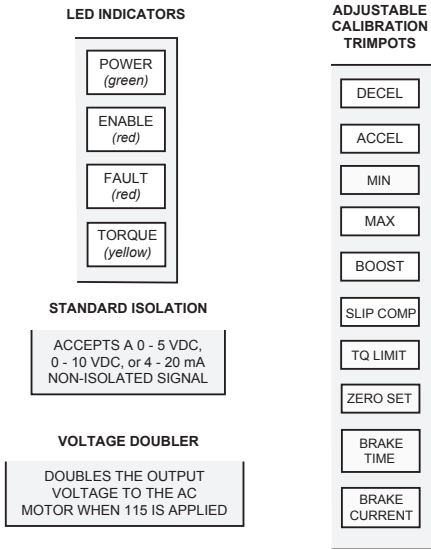 LED INDICATORS
POWER
(green)
ENABLE
(red)
FAULT
(red)
TORQUE
(yellow)
STANDARD ISOLATION
ACCEPTS A 0 - 5 VDC,
0 - 10 VDC, or 4 - 20 mA
NON-ISOLATED SIGNAL
VOLTAGE DOUBLER
DOUBLES THE OUTPUT
VOLTAGE TO THE AC
MOTOR WHEN 115 IS APPLIED
ADJUSTABLE
CALIBRATION
TRIMPOTS
DECEL
ACCEL
MIN
MAX
BOOST
SLIP COMP
TQ LIMIT
ZERO SET
BRAKE
TIME
BRAKE
CURRENT